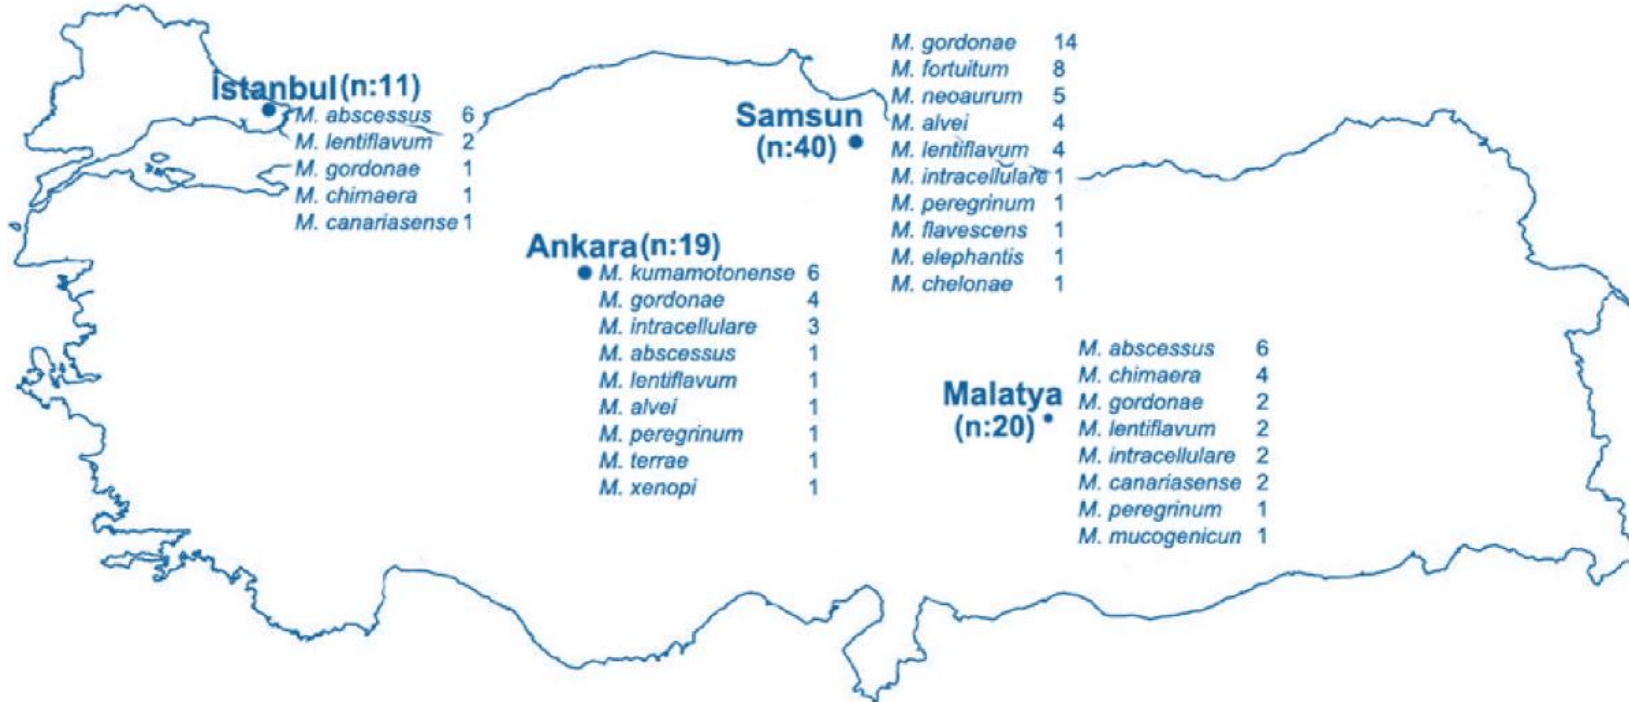 İstanbul (n:11)
M. abscessus 6
M. lentiflavum 2
M. gordonae 1
M. chimaera 1
M. canariasense 1
Ankara (n:19)
M. kumamotonense 6
M. gordonae 4
M. intracellulare 3
M. abscessus 1
M. lentiflavum 1
M. alvei 1
M. peregrinum 1
M. terrae 1
M. xenopi 1
Samsun
(n:40)
M. gordonae 14
M. fortuitum 8
M. neoaurum 5
M. alvei 4
M. lentiflavum 4
M. intracellulare 1
M. peregrinum 1
M. flavescens 1
M. elephantis 1
M. chelonae 1
Malatya
(n:20)
M. abscessus 6
M. chimaera 4
M. gordonae 2
M. lentiflavum 2
M. intracellulare 2
M. canariasense 2
M. peregrinum 1
M. mucogenicun 1